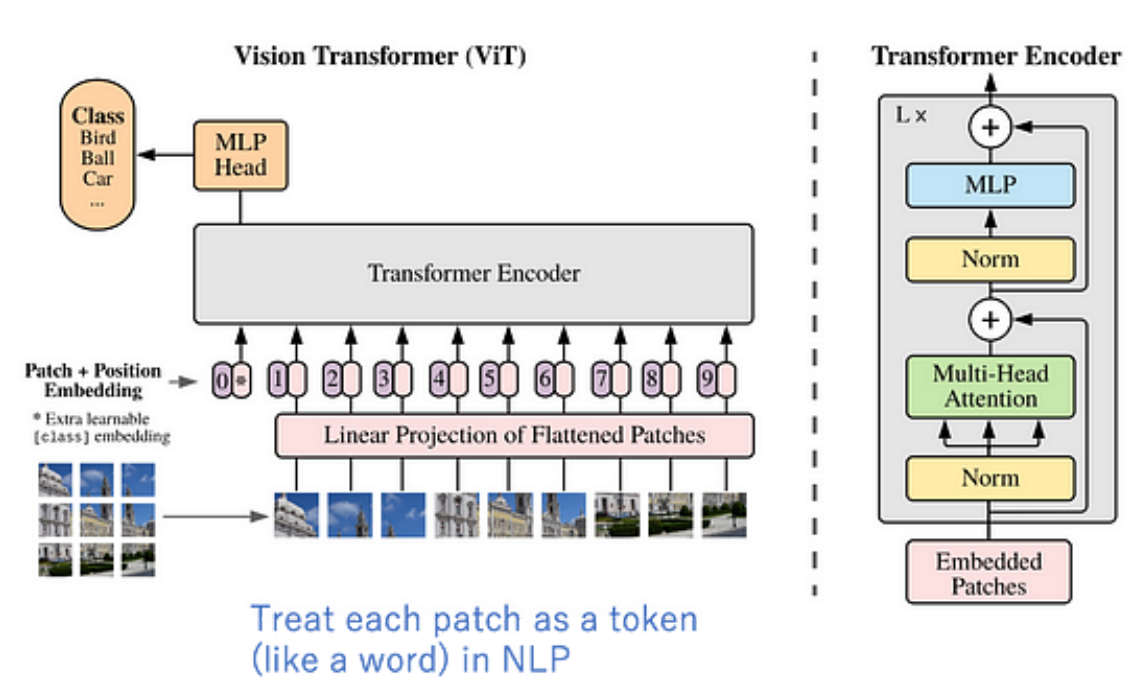 Vision Transformer (ViT)
Class
Bird
Ball
Car
...
MLP
Head
Transformer Encoder
Patch + Position
Embedding
0 * 1 2 3 4 5 6 7 8 9
* Extra learnable
[class] embedding
Linear Projection of Flattened Patches
Treat each patch as a token
(like a word) in NLP
Transformer Encoder
L ×
+
MLP
Norm
+
Multi-Head
Attention
Norm
Embedded
Patches